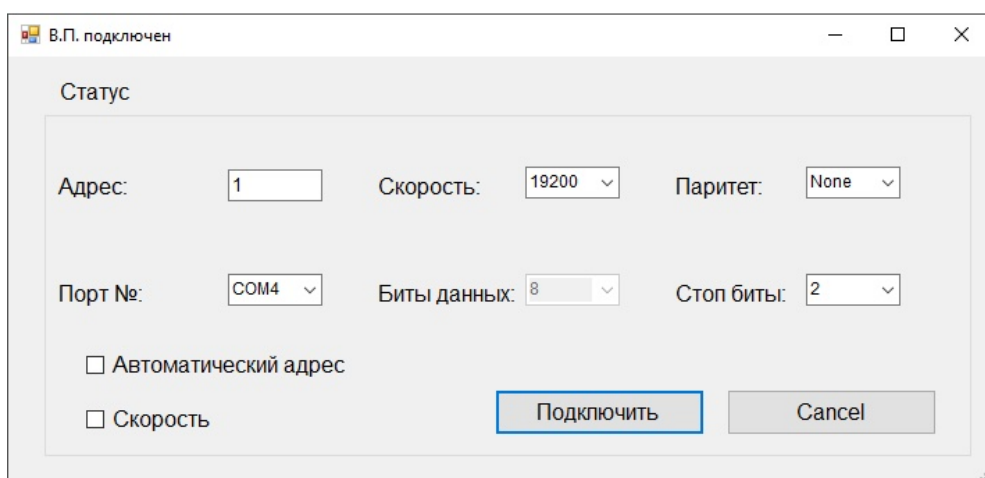 В.П. подключен
Статус
Адрес: 1 Скорость: 19200 Паритет: None
Порт №: COM4 Биты данных: 8 Стоп биты: 2
Автоматический адрес
Скорость Подключить Cancel